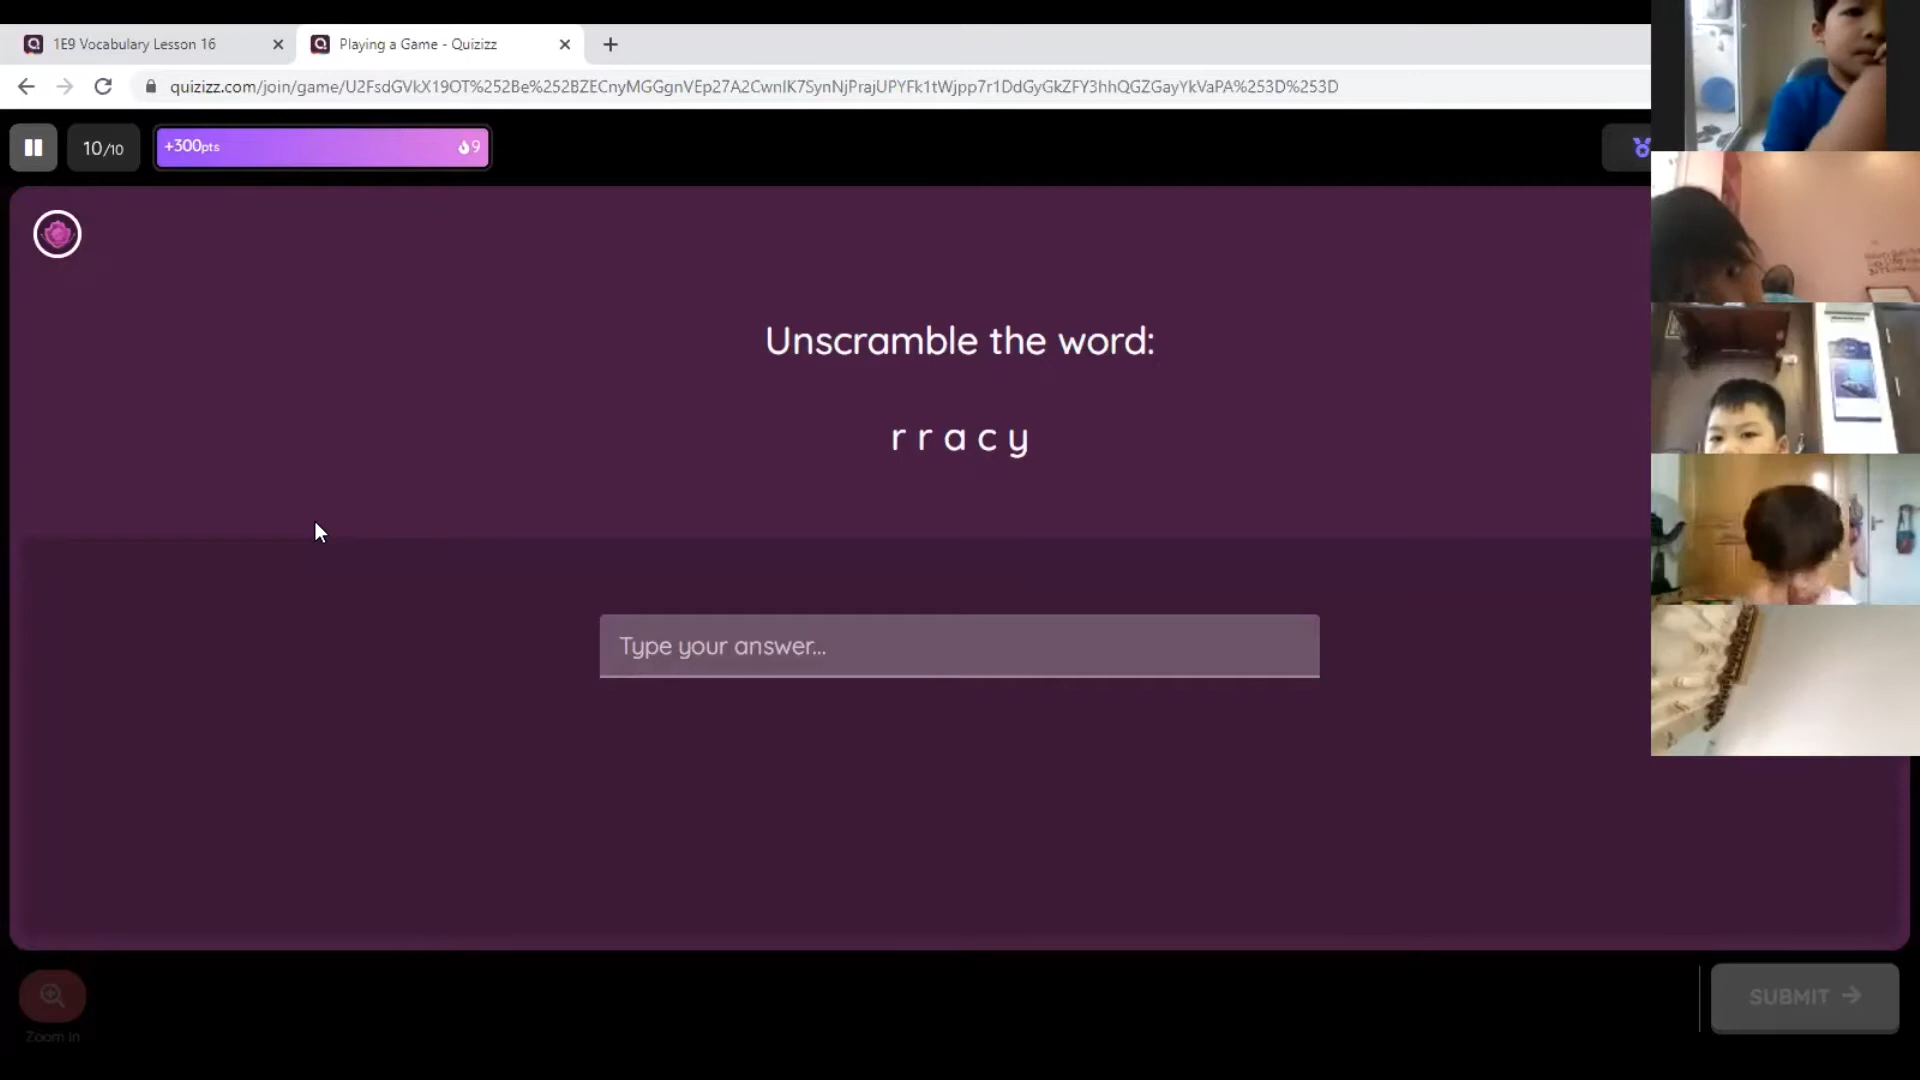 1E9 Vocabulary Lesson 16
Playing a Game - Quizizz
quizizz.com/join/game/U2FsdGVkX19OT%252Be%252BZECnyMGGgnVEp27A2CwnIK7SynNjPrajUPYFk1tWjpp7r1DdGyGkZFY3hhQGZGayYkVaPA%253D%253D
10/10
+300pts
9
Unscramble the word:
r r a c y
Type your answer...
SUBMIT
Zoom in